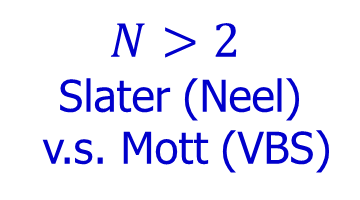 N > 2
Slater (Neel)
v.s. Mott (VBS)